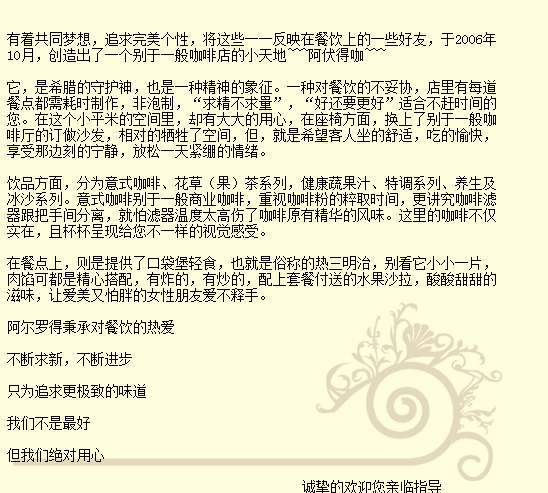 有着共同梦想，追求完美个性，将这些一一反映在餐饮上的一些好友，于2006年
10月，创造出了一个别于一般咖啡店的小天地~~~阿伏得咖~~~
它，是希腊的守护神，也是一种精神的象征。一种对餐饮的不妥协，店里有每道
餐点都需耗时制作，非泡制，“求精不求量”，“好还要更好”适合不赶时间的
您。在这个小平米的空间里，却有大大的用心，在座椅方面，换上了别于一般咖
啡厅的订做沙发，相对的牺牲了空间，但，就是希望客人坐的舒适，吃的愉快，
享受那边刻的宁静，放松一天紧绷的情绪。
饮品方面，分为意式咖啡、花草（果）茶系列，健康蔬果汁、特调系列、养生及
冰沙系列。意式咖啡别于一般商业咖啡，重视咖啡粉的粹取时间，更讲究咖啡滤
器跟把手间分离，就怕滤器温度太高伤了咖啡原有精华的风味。这里的咖啡不仅
实在，且杯杯呈现给您不一样的视觉感受。
在餐点上，则是提供了口袋堡轻食，也就是俗称的热三明治，别看它小小一片，
肉馅可都是精心搭配，有炸的，有炒的，配上套餐付送的水果沙拉，酸酸甜甜的
滋味，让爱美又怕胖的女性朋友爱不释手。
阿尔罗得秉承对餐饮的热爱
不断求新，不断进步
只为追求更极致的味道
我们不是最好
但我们绝对用心
诚挚的欢迎您亲临指导